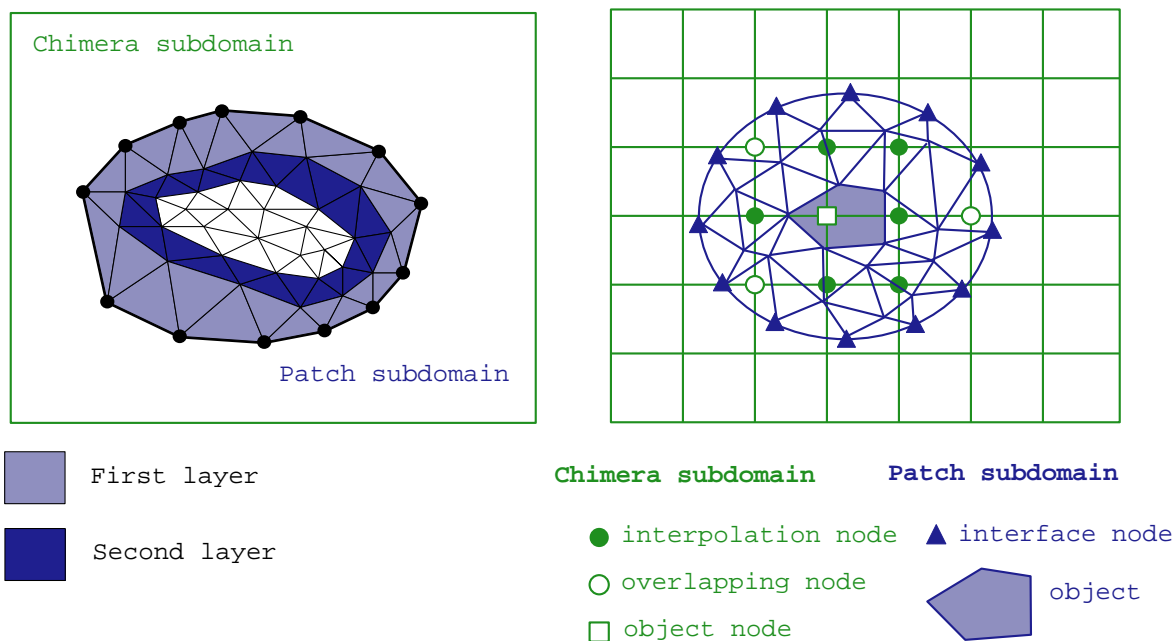 Chimera subdomain
Patch subdomain
First layer
Second layer
Chimera subdomain
Patch subdomain
interpolation node
interface node
overlapping node
object
object node